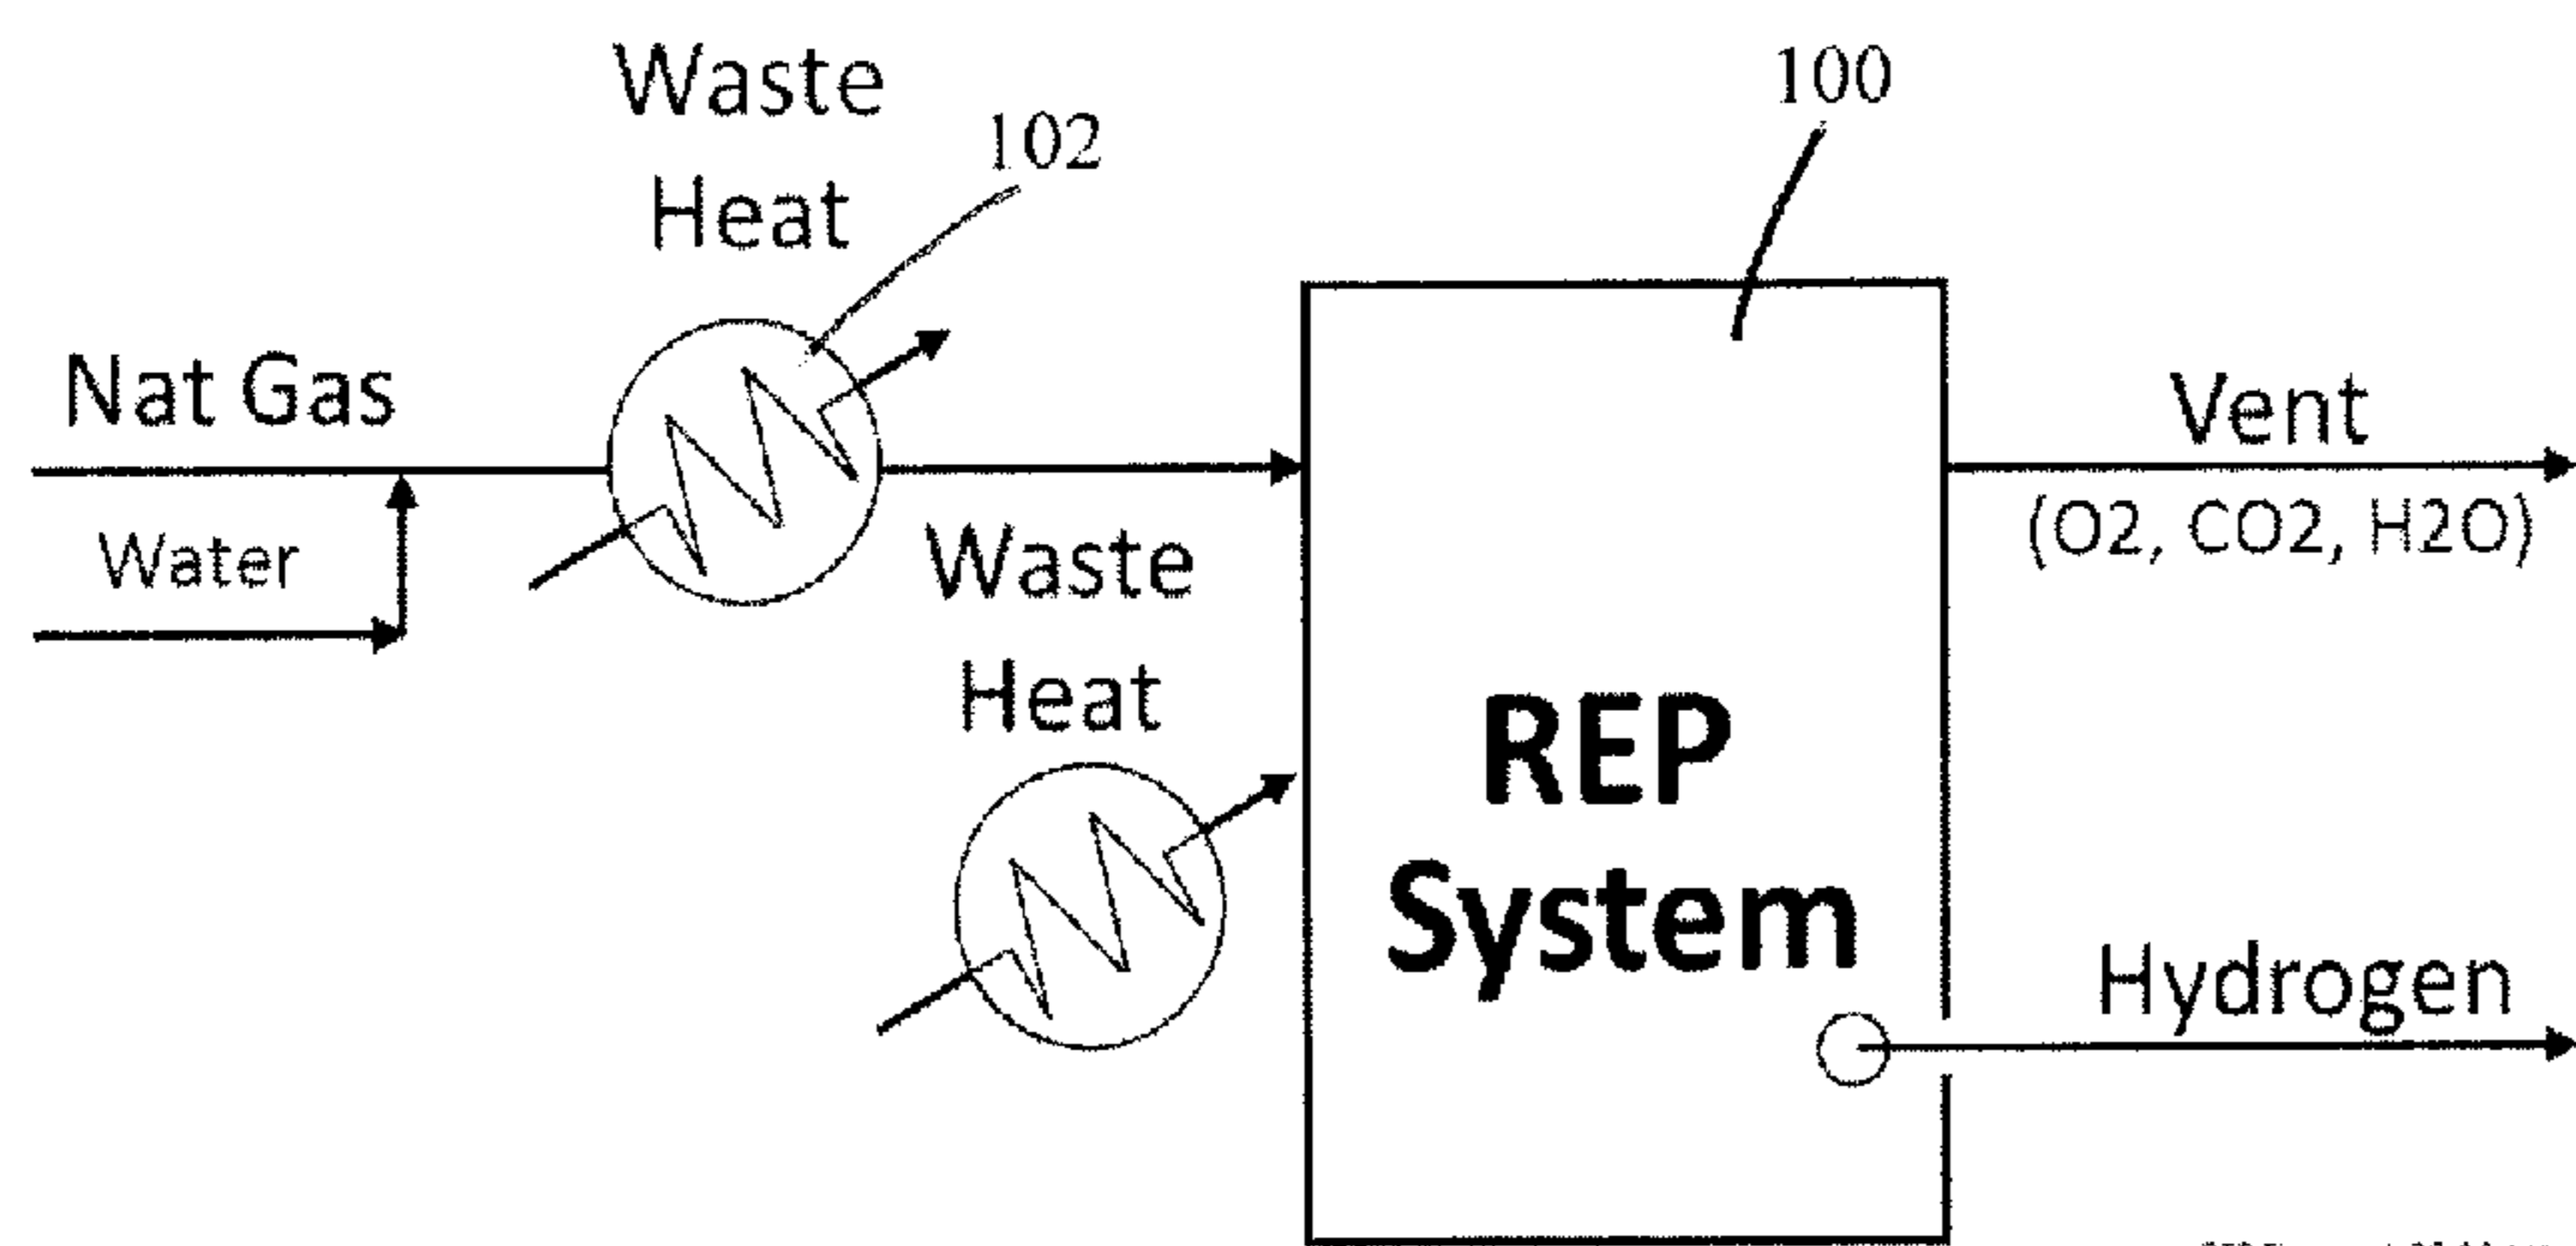 Waste
Heat
102
100
Nat Gas
Water
Waste
Heat
Vent
(O2, CO2, H2O)
REP
System
Hydrogen